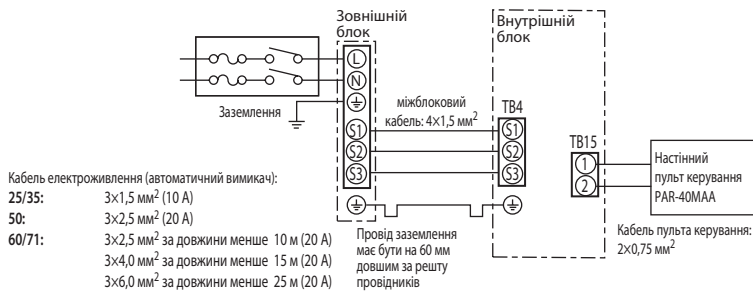 Зовнішній
блок
Внутрішній
блок
L
N
Заземлення
міжблоковий
кабель: 4×1,5 мм²
TB4
S1
S2
S3
S1
S2
S3
TB15
1
2
Настінний
пульт керування
PAR-40MAA
Кабель електроживлення (автоматичний вимикач):
25/35: 3×1,5 мм² (10 А)
50: 3×2,5 мм² (20 А)
60/71: 3×2,5 мм² за довжини менше 10 м (20 А)
3×4,0 мм² за довжини менше 15 м (20 А)
3×6,0 мм² за довжини менше 25 м (20 А)
Провід заземлення
має бути на 60 мм
довшим за решту
провідників
Кабель пульта керування:
2×0,75 мм²